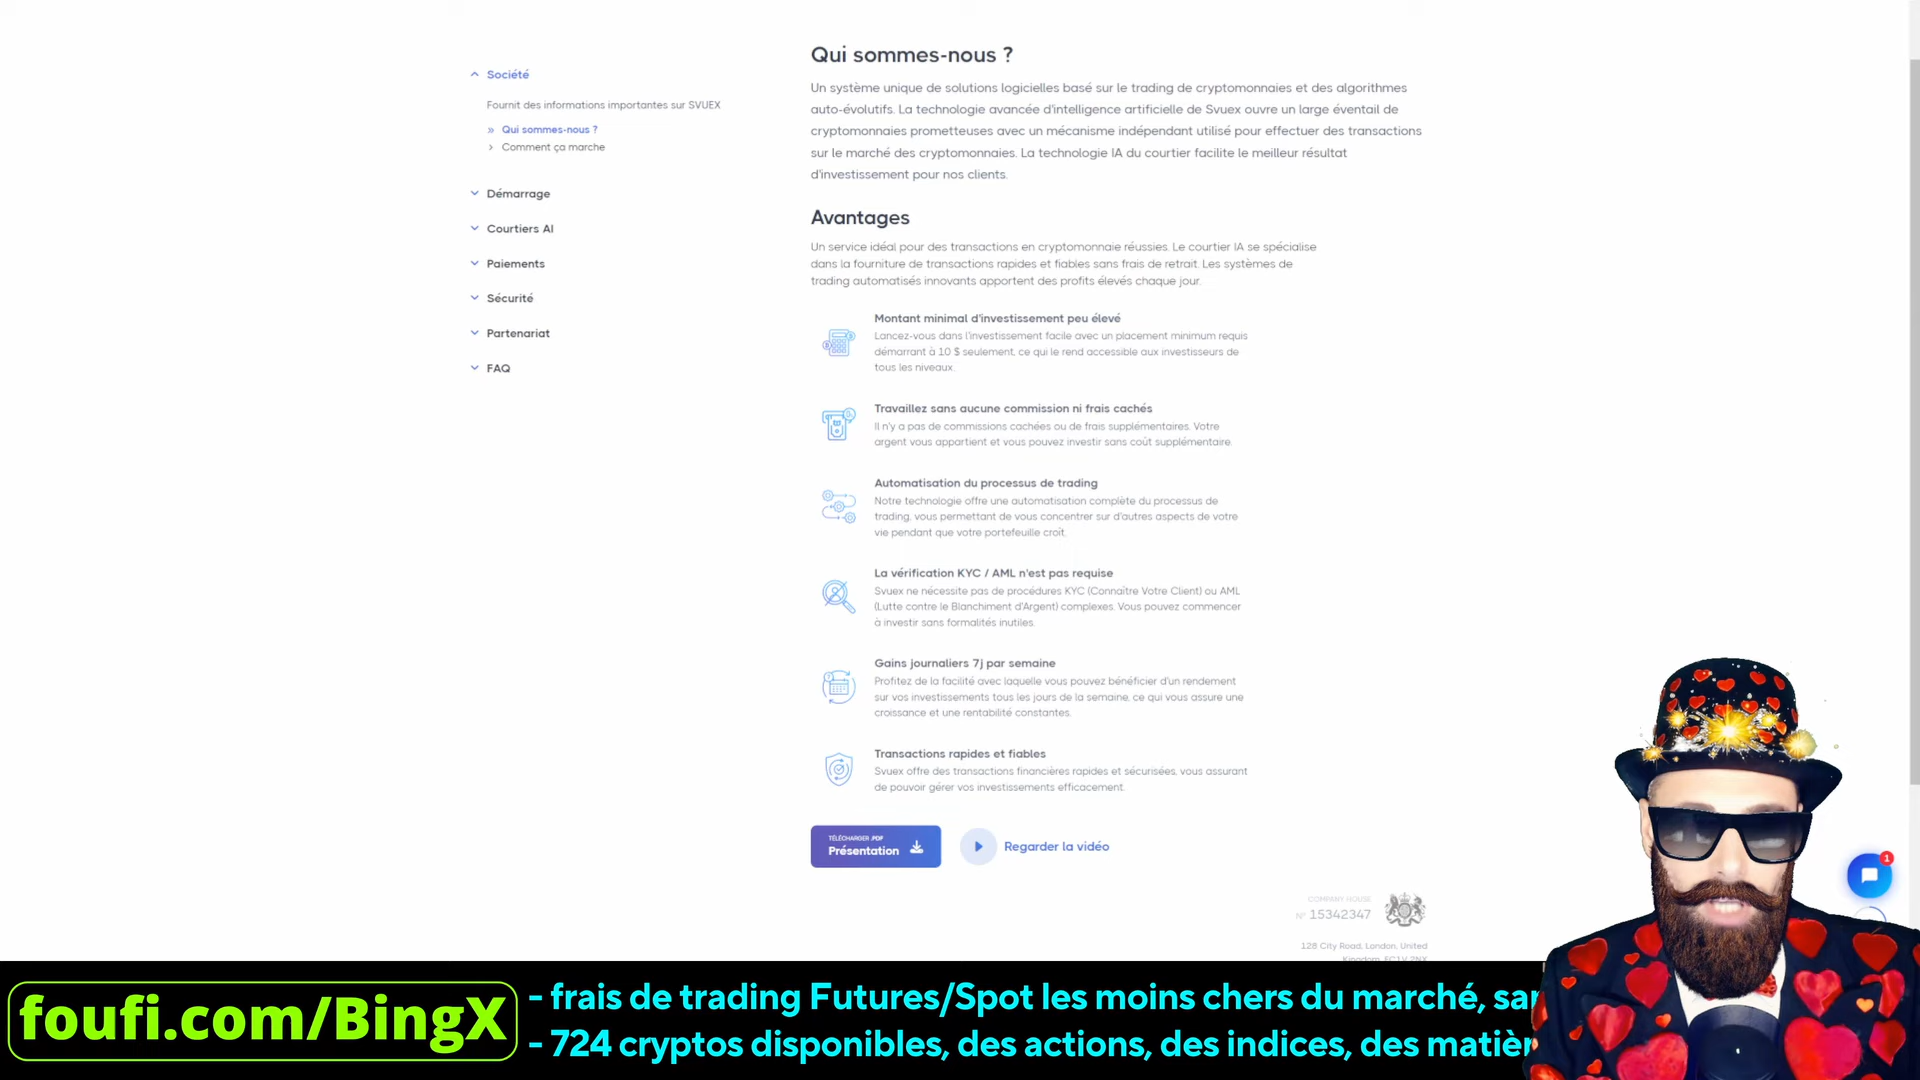 Société
Fournit des informations importantes sur SVUEX
» Qui sommes-nous ?
› Comment ça marche
Démarrage
Courtiers AI
Paiements
Sécurité
Partenariat
FAQ
Qui sommes-nous ?
Un système unique de solutions logicielles basé sur le trading de cryptomonnaies et des algorithmes
auto-évolutifs. La technologie avancée d'intelligence artificielle de Svuex ouvre un large éventail de
cryptomonnaies prometteuses avec un mécanisme indépendant utilisé pour effectuer des transactions
sur le marché des cryptomonnaies. La technologie IA du courtier facilite le meilleur résultat
d'investissement pour nos clients.
Avantages
Un service idéal pour des transactions en cryptomonnaie réussies. Le courtier IA se spécialise
dans la fourniture de transactions rapides et fiables sans frais de retrait. Les systèmes de
trading automatisés innovants apportent des profits élevés chaque jour.
Montant minimal d'investissement peu élevé
Lancez-vous dans l'investissement facile avec un placement minimum requis
démarrant à 10 $ seulement, ce qui le rend accessible aux investisseurs de
tous les niveaux.
Travaillez sans aucune commission ni frais cachés
Il n'y a pas de commissions cachées ou de frais supplémentaires. Votre
argent vous appartient et vous pouvez investir sans coût supplémentaire.
Automatisation du processus de trading
Notre technologie offre une automatisation complète du processus de
trading, vous permettant de vous concentrer sur d'autres aspects de votre
vie pendant que votre portefeuille croît.
La vérification KYC / AML n'est pas requise
Svuex ne nécessite pas de procédures KYC (Connaître Votre Client) ou AML
(Lutte contre le Blanchiment d'Argent) complexes. Vous pouvez commencer
à investir sans formalités inutiles.
Gains journaliers 7j par semaine
Profitez de la facilité avec laquelle vous pouvez bénéficier d'un rendement
sur vos investissements tous les jours de la semaine, ce qui vous assure une
croissance et une rentabilité constantes.
Transactions rapides et fiables
Svuex offre des transactions financières rapides et sécurisées, vous assurant
de pouvoir gérer vos investissements efficacement.
TÉLÉCHARGER .PDF
Présentation
Regarder la vidéo
COMPANY HOUSE
N° 15342347
128 City Road, London, United
Kingdom, EC1V 2NX
1
foufi.com/BingX
- frais de trading Futures/Spot les moins chers du marché, san
- 724 cryptos disponibles, des actions, des indices, des matièr